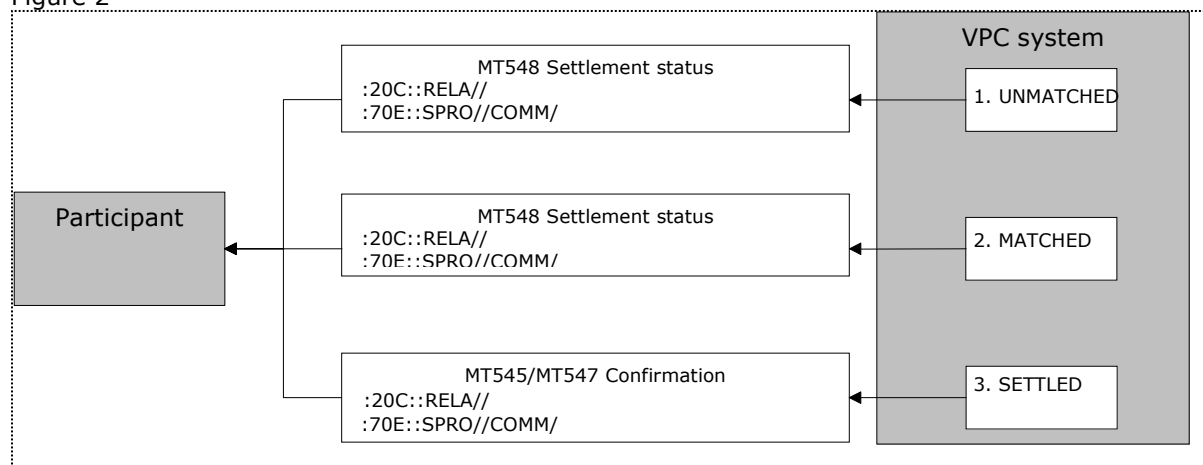 Figure 2
VPC system
MT548 Settlement status
:20C::RELA//
:70E::SPRO//COMM/
1. UNMATCHED
Participant
MT548 Settlement status
:20C::RELA//
:70E::SPRO//COMM/
2. MATCHED
MT545/MT547 Confirmation
:20C::RELA//
:70E::SPRO//COMM/
3. SETTLED